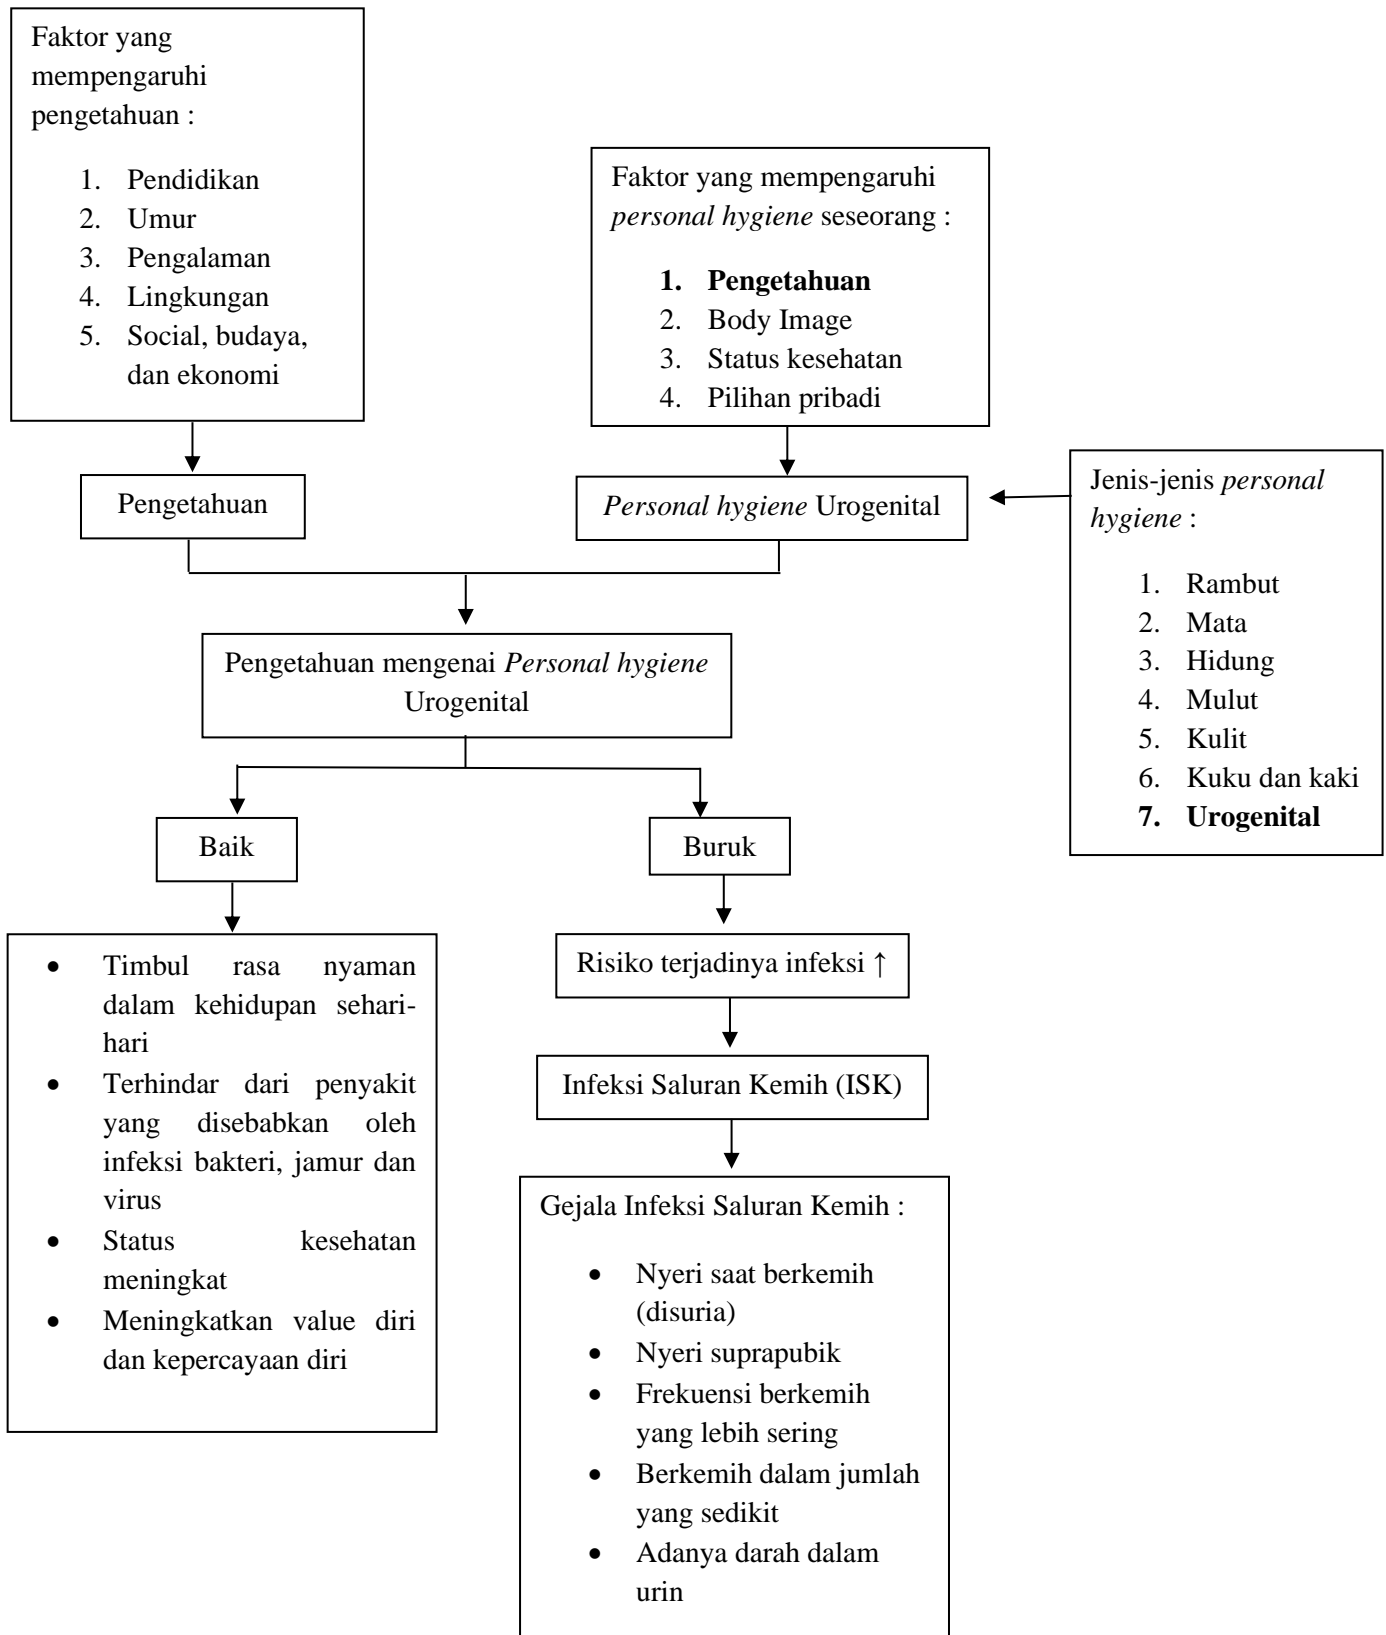 Faktor yang
mempengaruhi
pengetahuan :
1. Pendidikan
2. Umur
3. Pengalaman
4. Lingkungan
5. Social, budaya,
dan ekonomi
Faktor yang mempengaruhi
personal hygiene seseorang :
1. Pengetahuan
2. Body Image
3. Status kesehatan
4. Pilihan pribadi
Pengetahuan
Personal hygiene Urogenital
Jenis-jenis personal
hygiene :
1. Rambut
2. Mata
3. Hidung
4. Mulut
5. Kulit
6. Kuku dan kaki
7. Urogenital
Pengetahuan mengenai Personal hygiene
Urogenital
Baik
Buruk
• Timbul rasa nyaman
dalam kehidupan sehari-
hari
• Terhindar dari penyakit
yang disebabkan oleh
infeksi bakteri, jamur dan
virus
• Status kesehatan
meningkat
• Meningkatkan value diri
dan kepercayaan diri
Risiko terjadinya infeksi ↑
Infeksi Saluran Kemih (ISK)
Gejala Infeksi Saluran Kemih :
• Nyeri saat berkemih
(disuria)
• Nyeri suprapubik
• Frekuensi berkemih
yang lebih sering
• Berkemih dalam jumlah
yang sedikit
• Adanya darah dalam
urin